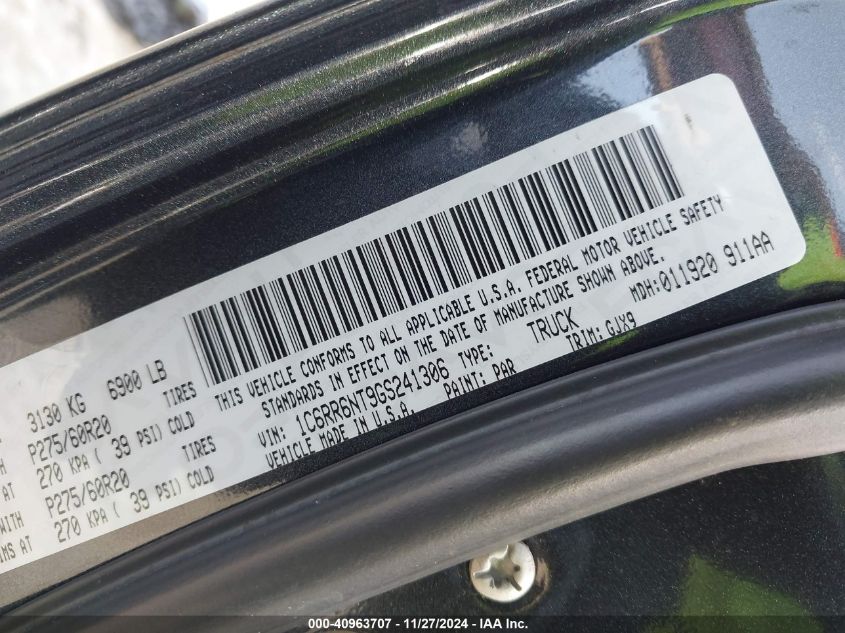 3130 KG 6900 LB
P275/60R20 TIRES
270 KPA ( 39 PSI) COLD
P275/60R20 TIRES
WITH
270 KPA ( 39 PSI) COLD
AT
THIS VEHICLE CONFORMS TO ALL APPLICABLE U.S.A. FEDERAL MOTOR VEHICLE SAFETY
STANDARDS IN EFFECT ON THE DATE OF MANUFACTURE SHOWN ABOVE.
VIN: 1C6RR6NT9GS241306 TYPE: TRUCK MDH:011920 911AA
VEHICLE MADE IN U.S.A. PAINT: PAR TRIM: GJX9
000-40963707 - 11/27/2024 - IAA Inc.